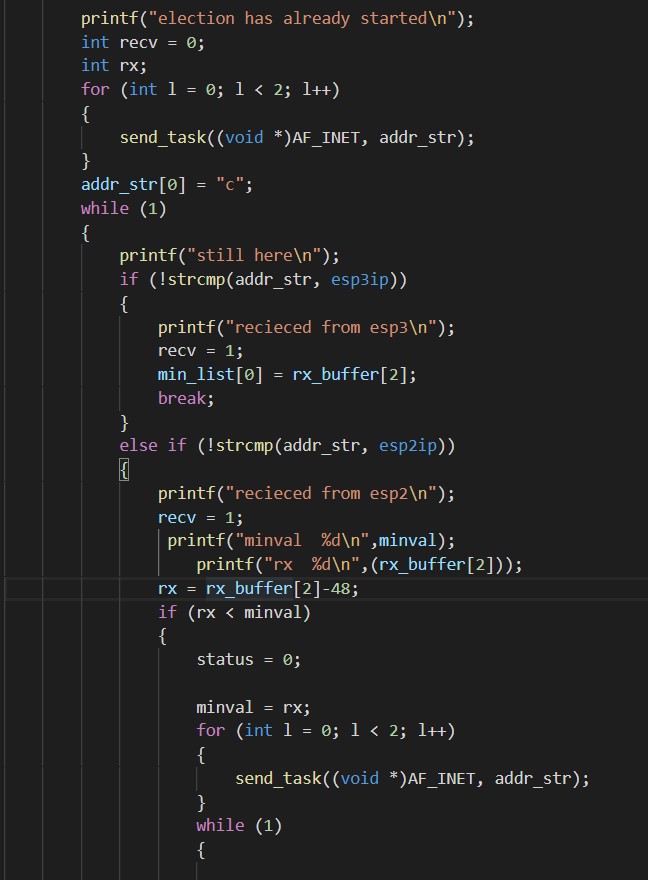 printf("election has already started\n");
int recv = 0;
int rx;
for (int l = 0; l < 2; l++)
{
send_task((void *)AF_INET, addr_str);
}
addr_str[0] = "c";
while (1)
{
printf("still here\n");
if (!strcmp(addr_str, esp3ip))
{
printf("recieced from esp3\n");
recv = 1;
min_list[0] = rx_buffer[2];
break;
}
else if (!strcmp(addr_str, esp2ip))
{
printf("recieced from esp2\n");
recv = 1;
printf("minval  %d\n",minval);
printf("rx  %d\n",(rx_buffer[2]));
rx = rx_buffer[2]-48;
if (rx < minval)
{
status = 0;
minval = rx;
for (int l = 0; l < 2; l++)
{
send_task((void *)AF_INET, addr_str);
}
while (1)
{